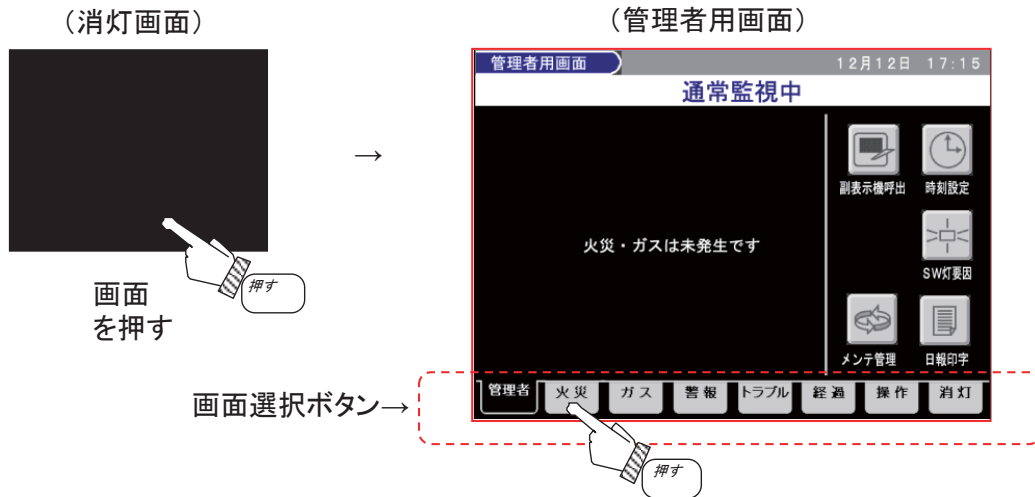 （消灯画面）
（管理者用画面）
管理者用画面
12月12日 17:15
通常監視中
→
副表示機呼出
時刻設定
火災・ガスは未発生です
SW灯要因
押す
画面
を押す
メンテ管理
日報印字
画面選択ボタン→
管理者
火災
ガス
警報
トラブル
経過
操作
消灯
押す